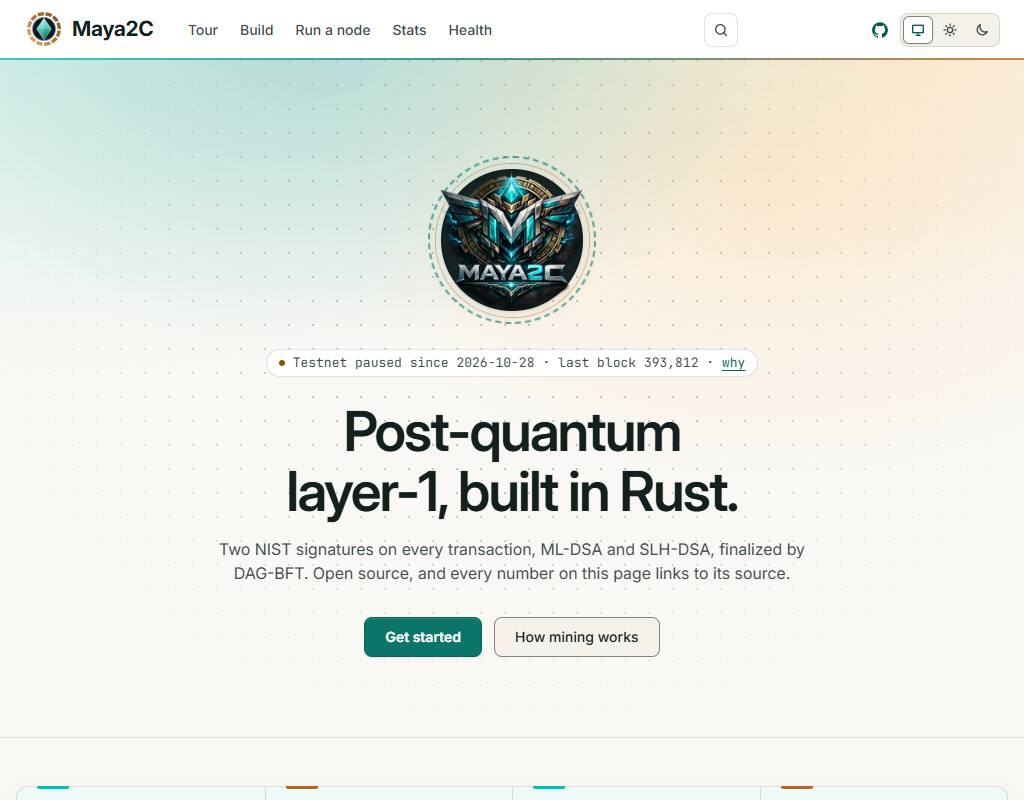 Maya2C
Tour
Build
Run a node
Stats
Health
MAYA2C
Testnet paused since 2026-10-28 · last block 393,812 · why
Post-quantum
layer-1, built in Rust.
Two NIST signatures on every transaction, ML-DSA and SLH-DSA, finalized by
DAG-BFT. Open source, and every number on this page links to its source.
Get started
How mining works